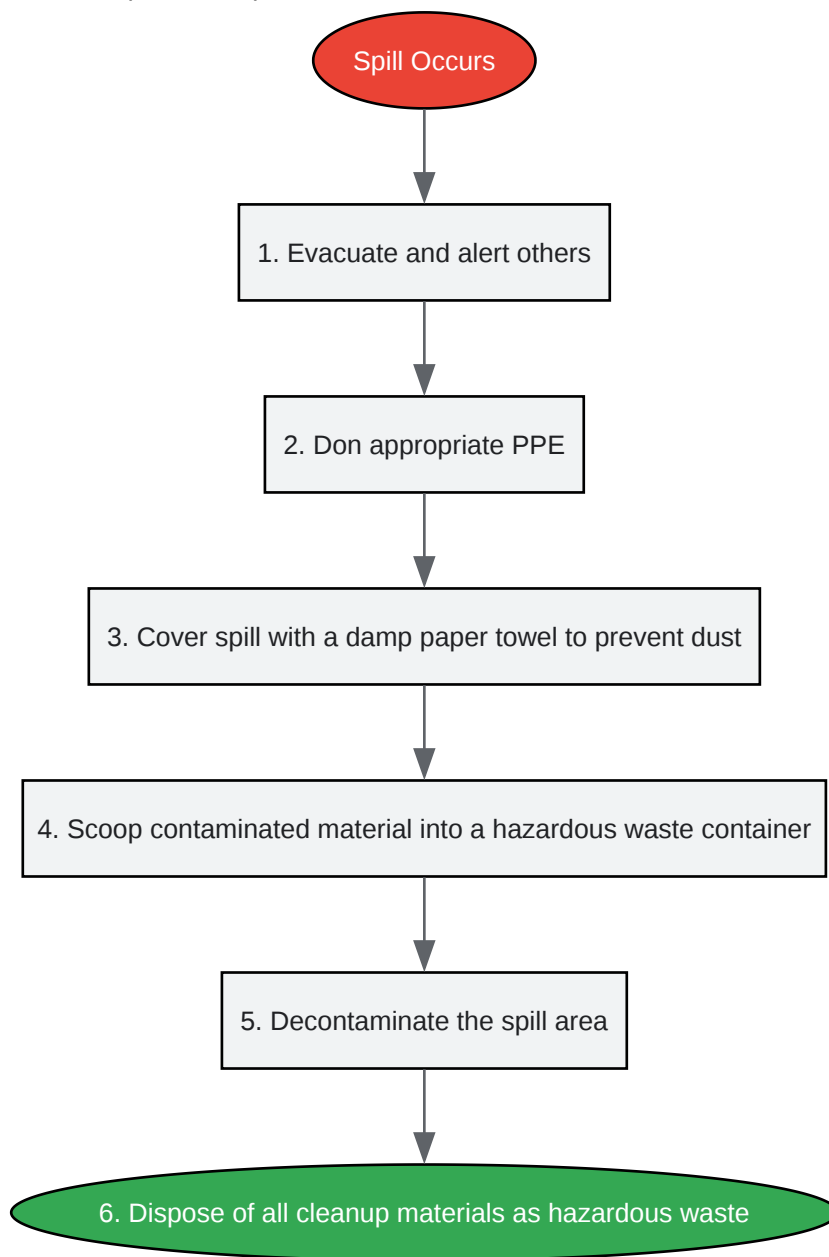 Spill Occurs
1. Evacuate and alert others
2. Don appropriate PPE
3. Cover spill with a damp paper towel to prevent dust
4. Scoop contaminated material into a hazardous waste container
5. Decontaminate the spill area
6. Dispose of all cleanup materials as hazardous waste